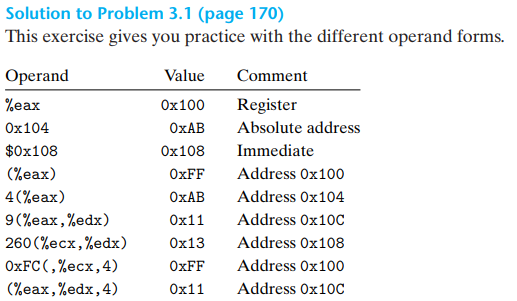 Solution to Problem 3.1 (page 170)
This exercise gives you practice with the different operand forms.
Operand Value Comment
%eax 0x100 Register
0x104 0xAB Absolute address
$0x108 0x108 Immediate
(%eax) 0xFF Address 0x100
4(%eax) 0xAB Address 0x104
9(%eax,%edx) 0x11 Address 0x10C
260(%ecx,%edx) 0x13 Address 0x108
0xFC(,%ecx,4) 0xFF Address 0x100
(%eax,%edx,4) 0x11 Address 0x10C